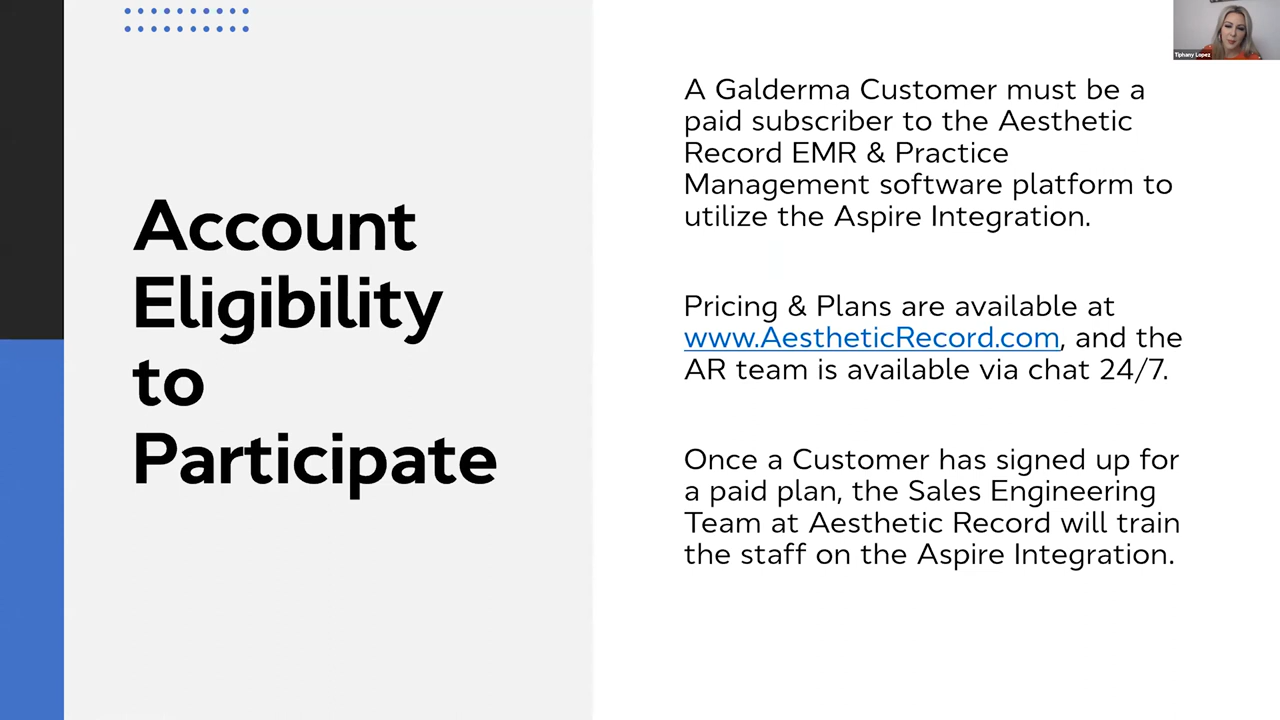 Account
Eligibility
to
Participate
A Galderma Customer must be a
paid subscriber to the Aesthetic
Record EMR & Practice
Management software platform to
utilize the Aspire Integration.
Pricing & Plans are available at
www.AestheticRecord.com, and the
AR team is available via chat 24/7.
Once a Customer has signed up for
a paid plan, the Sales Engineering
Team at Aesthetic Record will train
the staff on the Aspire Integration.
Tiphany Lopez